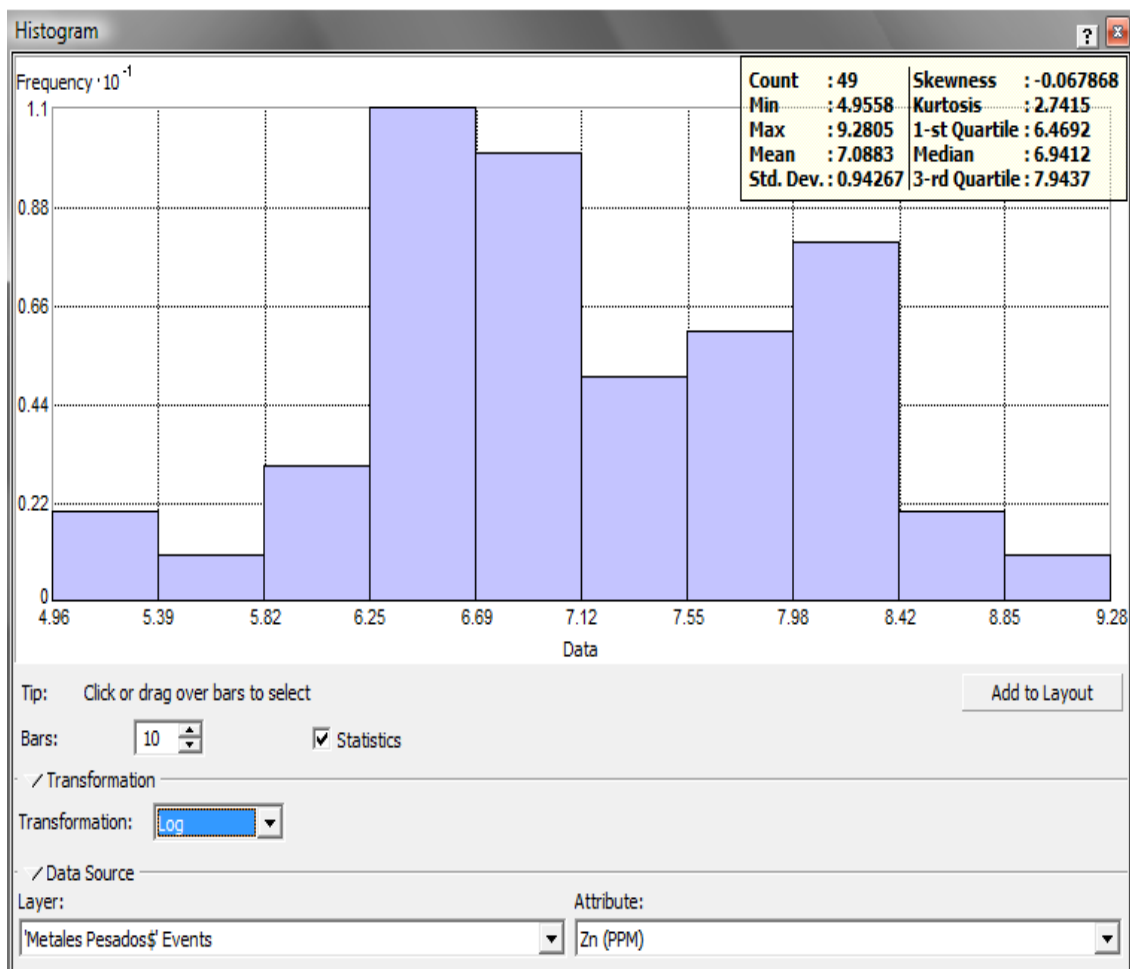 Histogram
?
x
Frequency · 10 -1
Count : 49 Skewness : -0.067868
Min : 4.9558 Kurtosis : 2.7415
Max : 9.2805 1-st Quartile : 6.4692
Mean : 7.0883 Median : 6.9412
Std. Dev. : 0.94267 3-rd Quartile : 7.9437
1.1
0.88
0.66
0.44
0.22
0
4.96 5.39 5.82 6.25 6.69 7.12 7.55 7.98 8.42 8.85 9.28
Data
Tip: Click or drag over bars to select
Add to Layout
Bars: 10 Statistics
Transformation
Transformation: Log
Data Source
Layer: Attribute:
'Metales Pesados$' Events Zn (PPM)